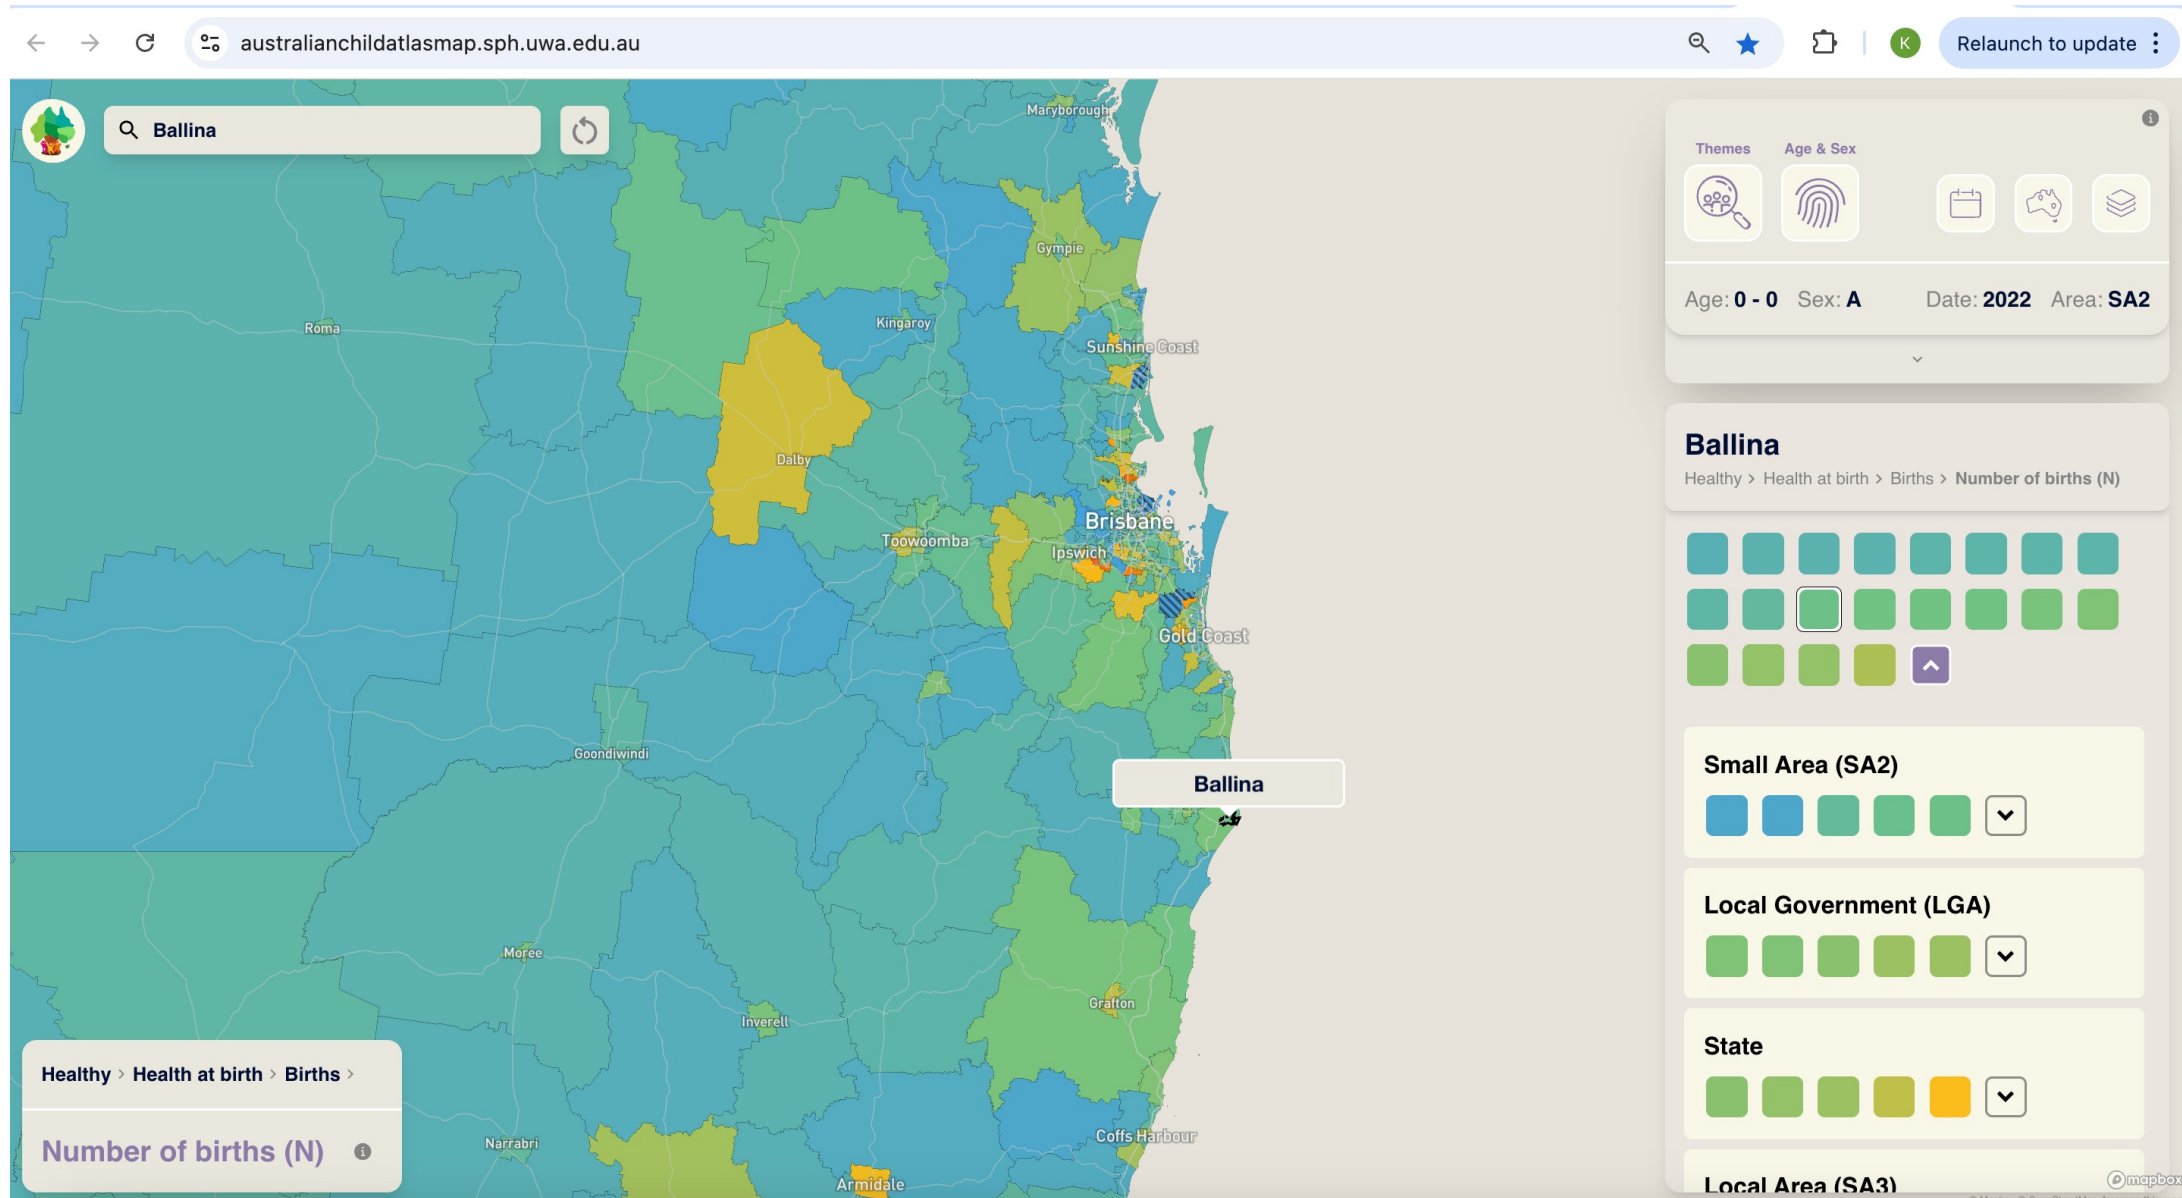 australianchildatlasmap.sph.uwa.edu.au
K
Relaunch to update
Ballina
Maryborough
Gympie
Roma
Kingaroy
Sunshine Coast
Dalby
Brisbane
Toowoomba
Ipswich
Gold Coast
Goondiwindi
Ballina
Moree
Grafton
Inverell
Narrabri
Coffs Harbour
Armidale
Healthy > Health at birth > Births >
Number of births (N)
i
Themes
Age & Sex
i
Age: 0 - 0 Sex: A Date: 2022 Area: SA2
Ballina
Healthy > Health at birth > Births > Number of births (N)
Small Area (SA2)
Local Government (LGA)
State
Local Area (SA3)
mapbox